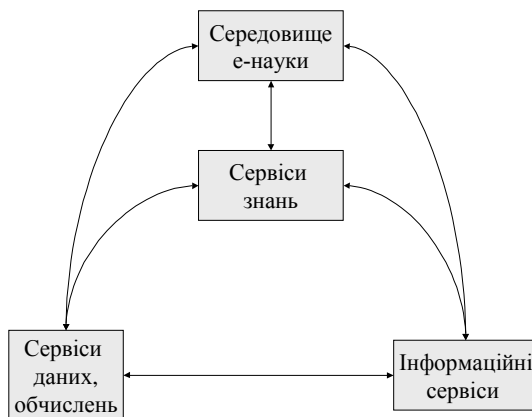 Середовище
е-науки
Сервіси
знань
Сервіси
даних,
обчислень
Інформаційні
сервіси